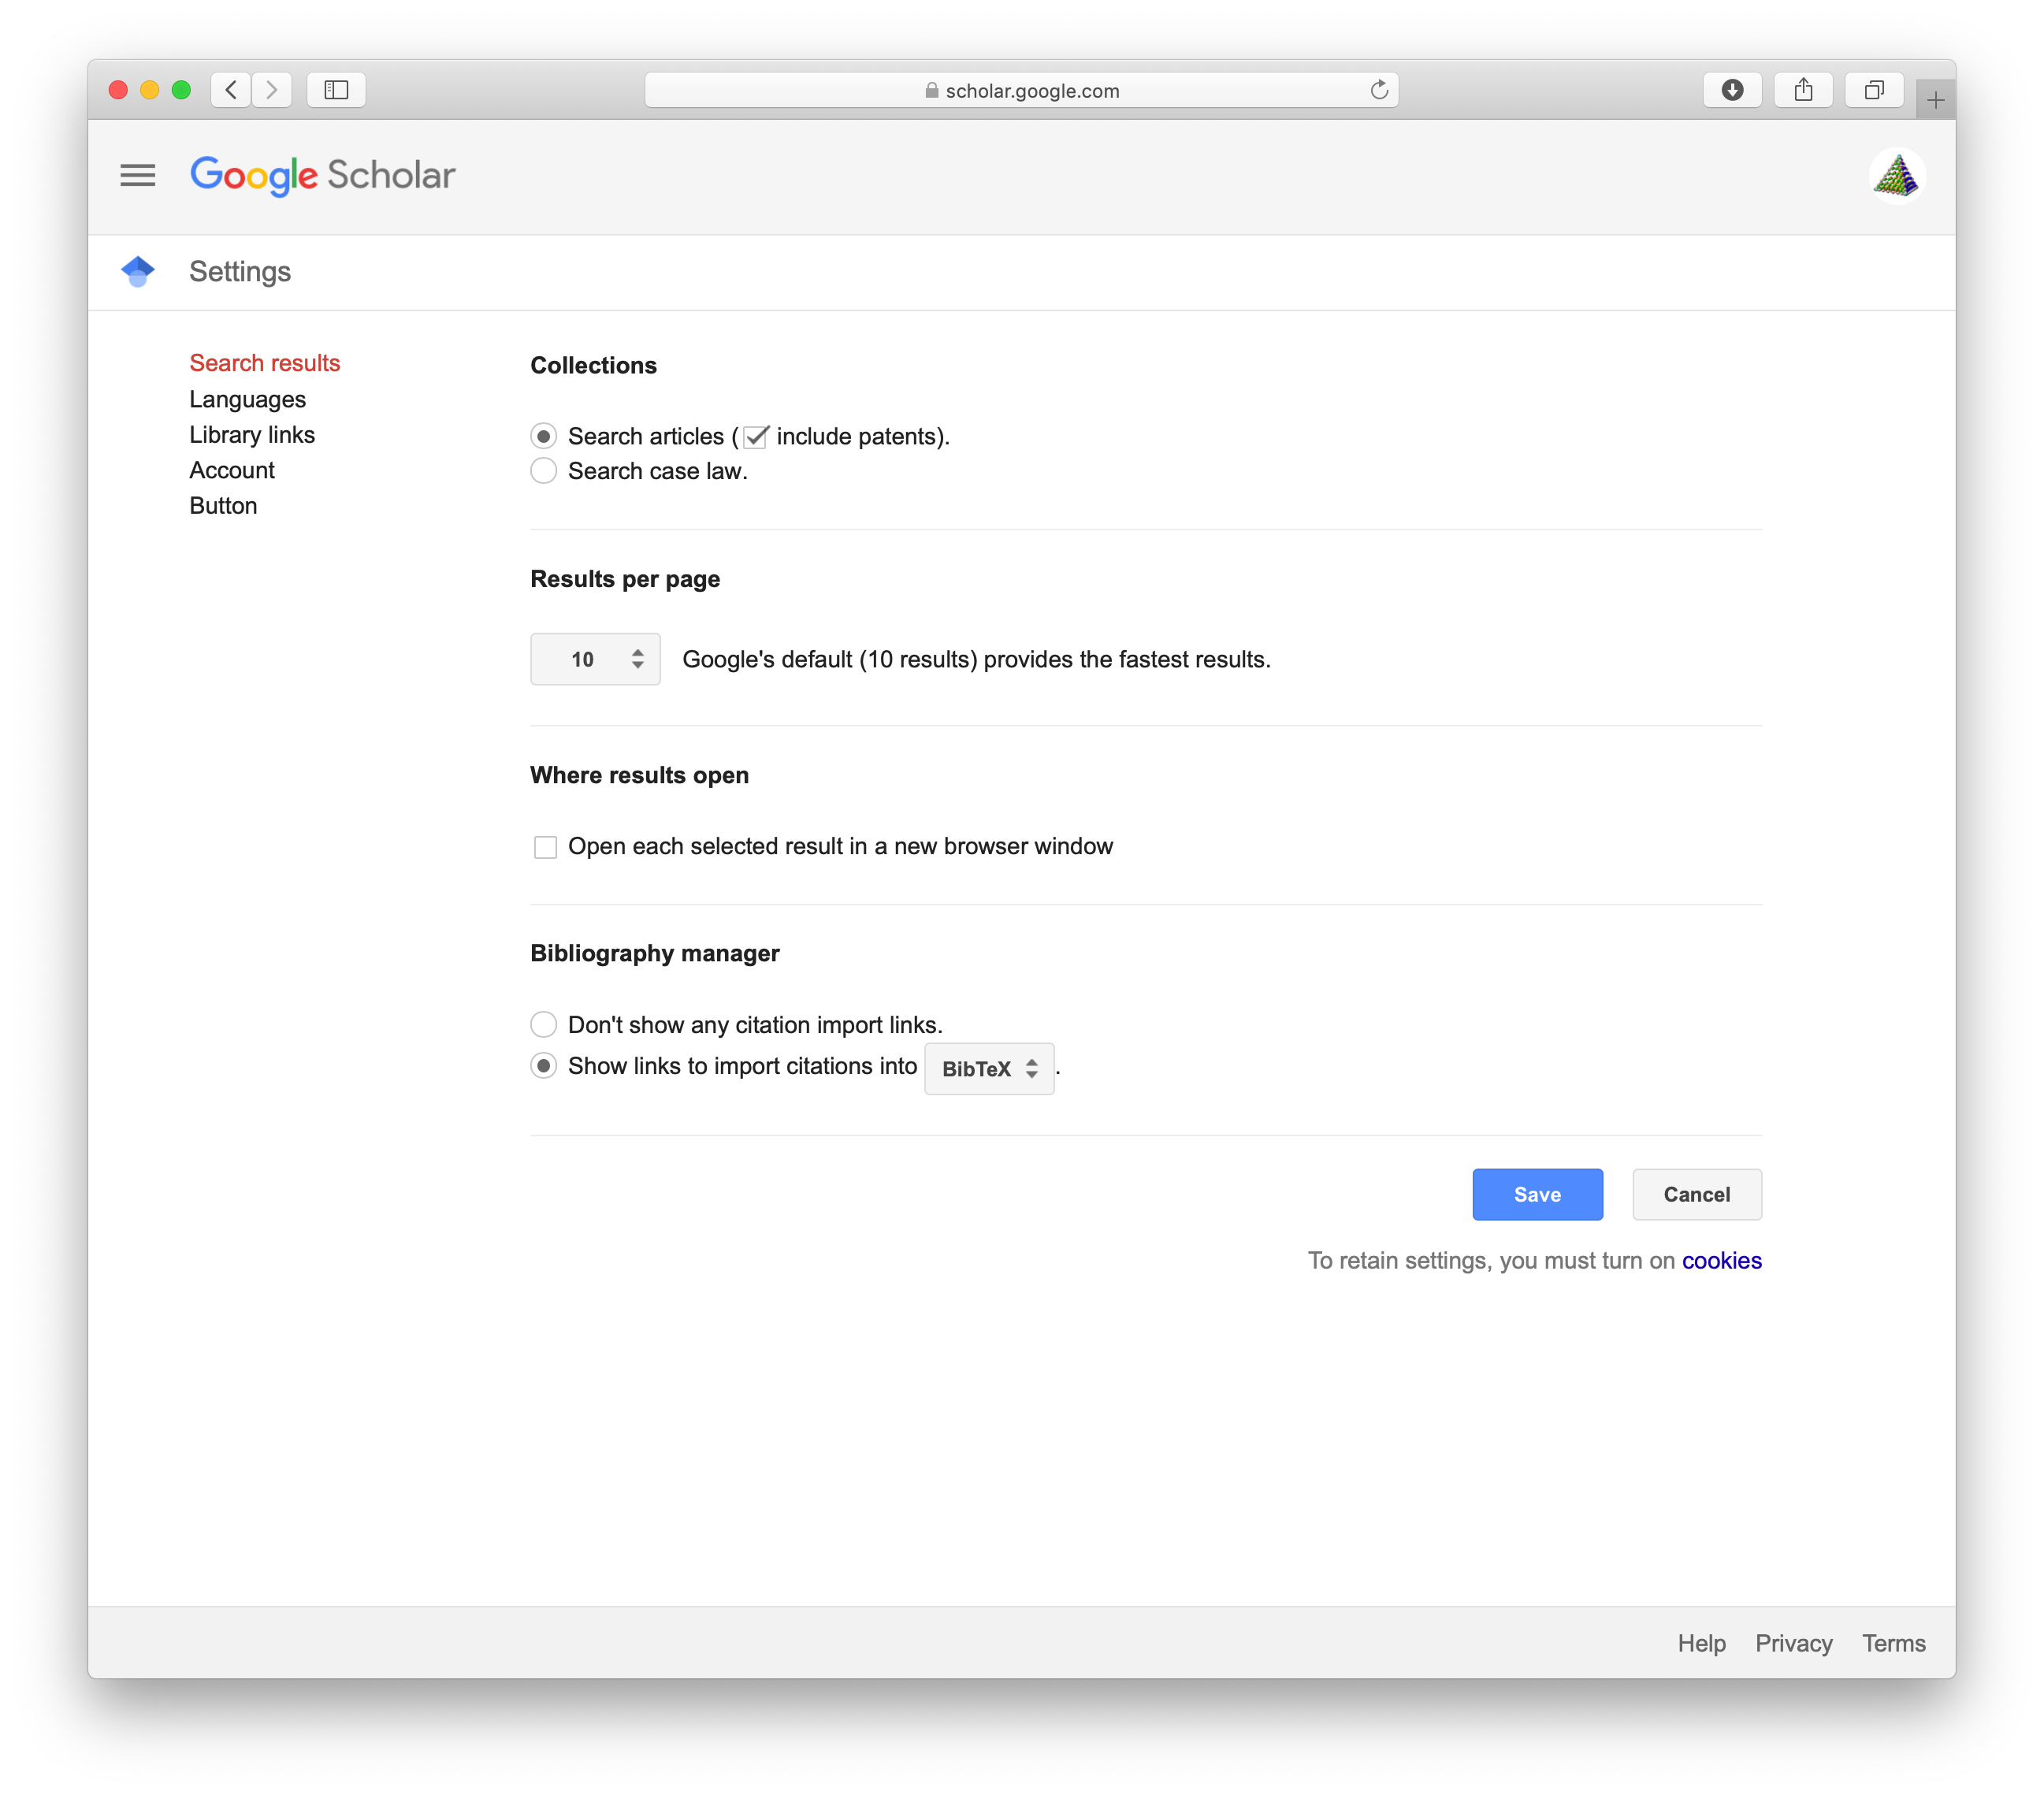 scholar.google.com
Google Scholar
Settings
Search results
Languages
Library links
Account
Button
Collections
Search articles ( include patents).
Search case law.
Results per page
10 Google's default (10 results) provides the fastest results.
Where results open
Open each selected result in a new browser window
Bibliography manager
Don't show any citation import links.
Show links to import citations into BibTeX .
Save Cancel
To retain settings, you must turn on cookies
Help Privacy Terms